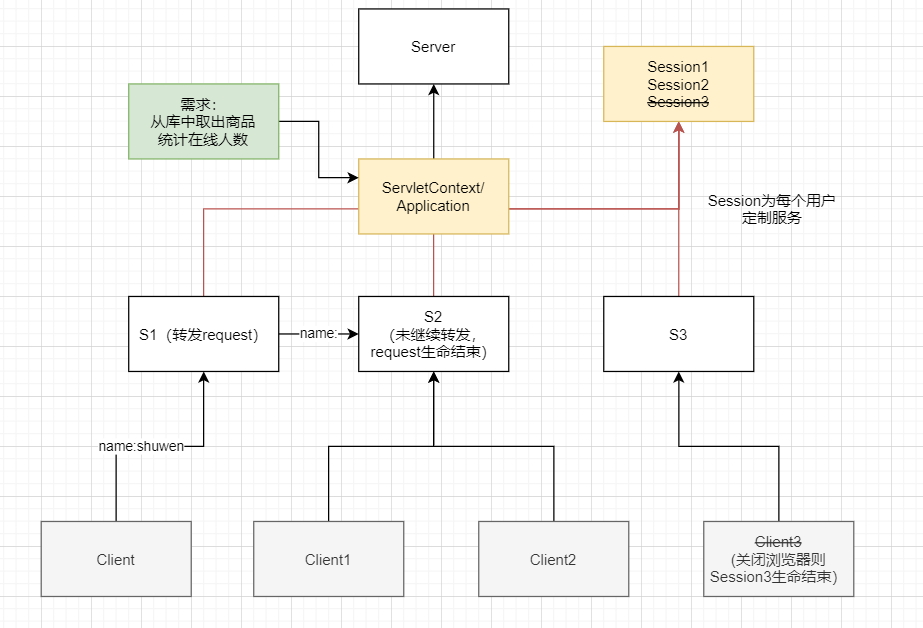 Server
Session1
Session2
Session3
需求：
从库中取出商品
统计在线人数
ServletContext/
Application
Session为每个用户
定制服务
S1（转发request）
name:
S2
（未继续转发，
request生命结束）
S3
name:shuwen
Client
Client1
Client2
Client3
(关闭浏览器则
Session3生命结束）